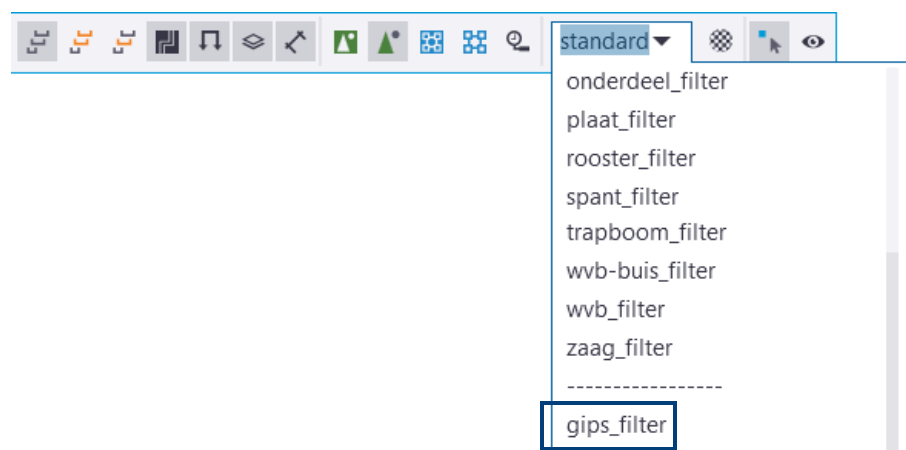 standard
onderdeel_filter
plaat_filter
rooster_filter
spant_filter
trapboom_filter
wvb-buis_filter
wvb_filter
zaag_filter
-----------------
gips_filter